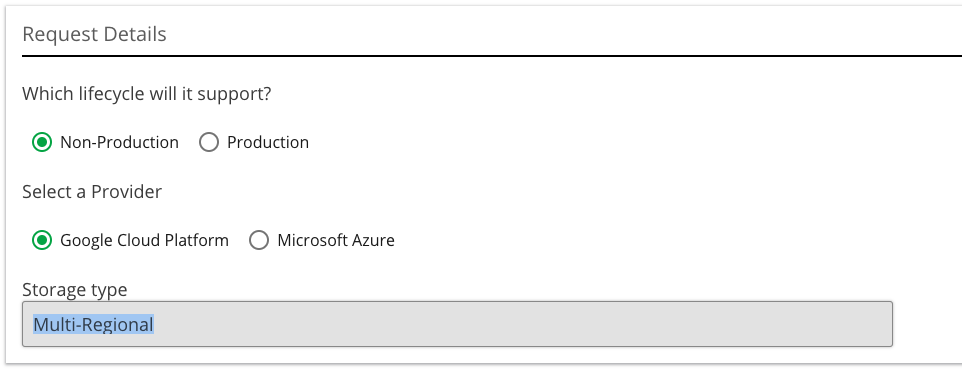 Request Details
Which lifecycle will it support?
Non-Production Production
Select a Provider
Google Cloud Platform Microsoft Azure
Storage type
Multi-Regional